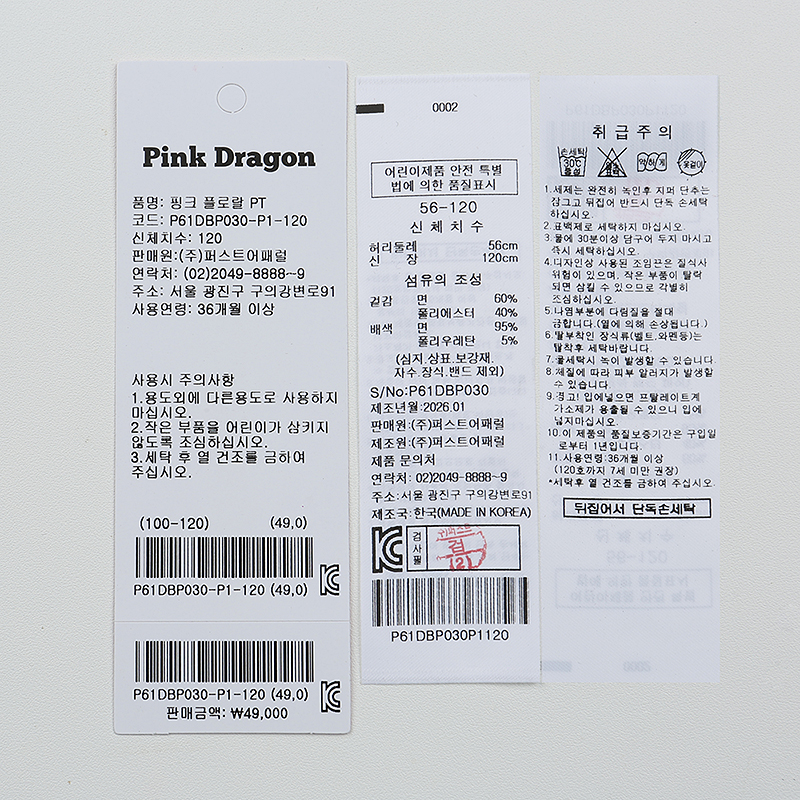 Pink Dragon
품명: 핑크 플로랄 PT
코드: P61DBP030-P1-120
신체치수: 120
판매원:(주)퍼스트어패럴
연락처: (02)2049-8888~9
주소: 서울 광진구 구의강변로91
사용연령: 36개월 이상
사용시 주의사항
1.용도외에 다른용도로 사용하지
마십시오.
2.작은 부품을 어린이가 삼키지
않도록 조심하십시오.
3.세탁 후 열 건조를 금하여
주십시오.
(100-120) (49,0)
P61DBP030-P1-120 (49,0)
P61DBP030-P1-120 (49,0)
판매금액: ₩49,000
0002
어린이제품 안전 특별
법에 의한 품질표시
56-120
신 체 치 수
허리둘레 56cm
신 장 120cm
섬유의 조성
겉감 면 60%
폴리에스터 40%
배색 면 95%
폴리우레탄 5%
(심지.상표.보강재.
자수.장식.밴드 제외)
S/No:P61DBP030
제조년월:2026.01
판매원:(주)퍼스트어패럴
제조원:(주)퍼스트어패럴
제품 문의처
연락처: 02)2049-8888~9
주소:서울 광진구 구의강변로91
제조국:한국(MADE IN KOREA)
검사필
P61DBP030P1120
취 급 주 의
손세탁
30℃
중성
약하게
옷걸이
1.세제는 완전히 녹인후 지퍼 단추는
잠그고 뒤집어 반드시 단독 손세탁
하십시오.
2.표백제로 세탁하지 마십시오.
3.물에 30분이상 담구어 두지 마시고
즉시 세탁하십시오.
4.디자인상 사용된 조임끈은 질식사
위험이 있으며, 작은 부품이 탈락
되면 삼킬 수 있으므로 각별히
조심하십시오.
5.나염부분에 다림질을 절대
금합니다.(열에 의해 손상됩니다.)
6.탈부착인 장식류(벨트,와펜등)는
탈착후 세탁바랍니다.
7.물세탁시 녹이 발생할 수 있습니다.
8.체질에 따라 피부 알러지가 발생할
수 있습니다.
9.경고! 입에넣으면 프탈레이트계
가소제가 용출될 수 있으니 입에
넣지마십시오.
10.이 제품의 품질보증기간은 구입일
로부터 1년입니다.
11.사용연령:36개월 이상
(120호까지 7세 미만 권장)
*세탁후 열 건조를 금하여 주십시오.
뒤집어서 단독손세탁